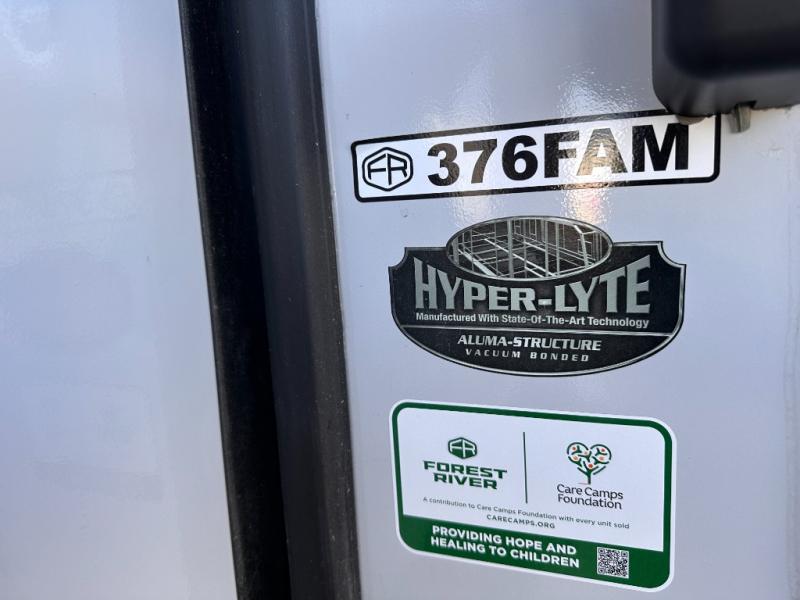 FR 376FAM
HYPER-LYTE
Manufactured With State-Of-The-Art Technology
ALUMA-STRUCTURE
VACUUM BONDED
FR
FOREST
RIVER
Care Camps
Foundation
A contribution to Care Camps Foundation with every unit sold
CARECAMPS.ORG
PROVIDING HOPE AND
HEALING TO CHILDREN